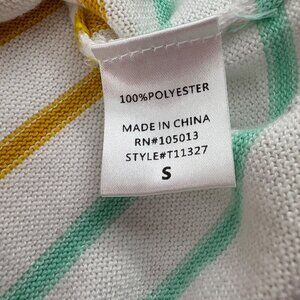 100%POLYESTER
MADE IN CHINA
RN#105013
STYLE#T11327
S